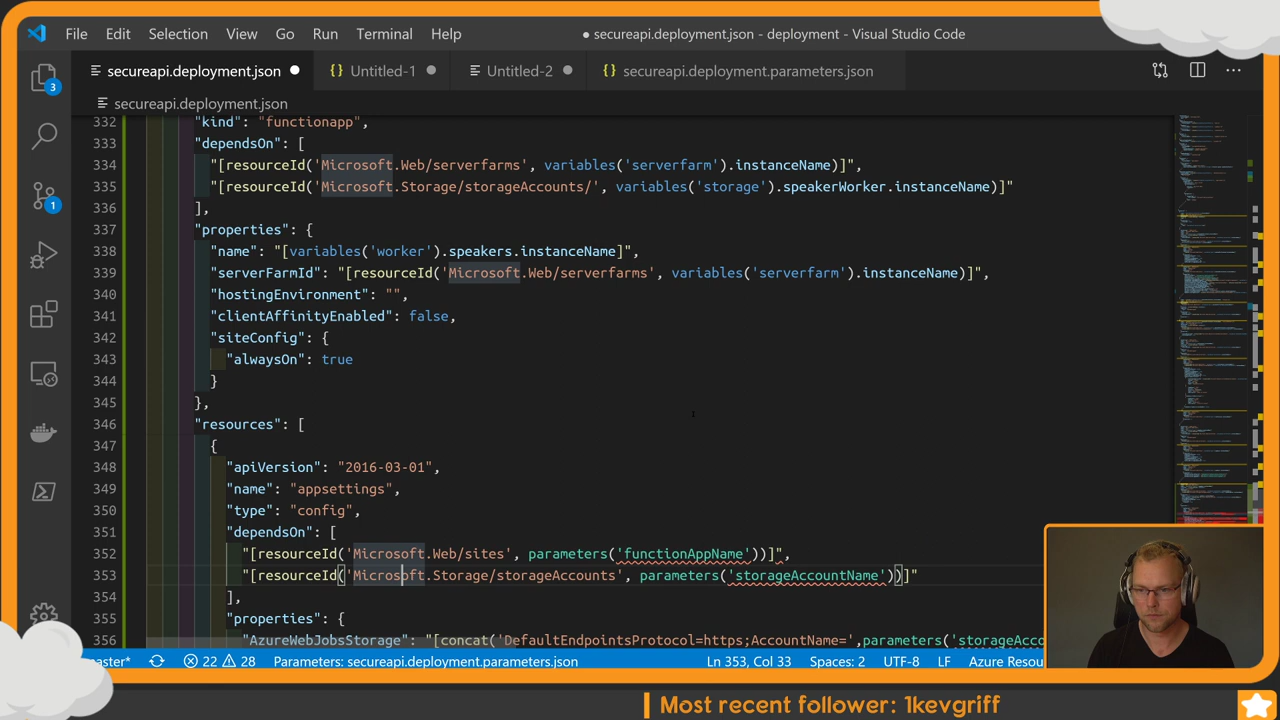 File Edit Selection View Go Run Terminal Help
● secureapi.deployment.json - deployment - Visual Studio Code
secureapi.deployment.json Untitled-1 Untitled-2 secureapi.deployment.parameters.json
secureapi.deployment.json
332 "kind": "functionapp",
333 "dependsOn": [
334 "[resourceId('Microsoft.Web/serverfarms', variables('serverfarm').instanceName)]",
335 "[resourceId('Microsoft.Storage/storageAccounts/', variables('storage').speakerWorker.instanceName)]"
336 ],
337 "properties": {
338 "name": "[variables('worker').speakers.instanceName]",
339 "serverFarmId": "[resourceId('Microsoft.Web/serverfarms', variables('serverfarm').instanceName)]",
340 "hostingEnvironment": "",
341 "clientAffinityEnabled": false,
342 "siteConfig": {
343 "alwaysOn": true
344 }
345 },
346 "resources": [
347 {
348 "apiVersion": "2016-03-01",
349 "name": "appsettings",
350 "type": "config",
351 "dependsOn": [
352 "[resourceId('Microsoft.Web/sites', parameters('functionAppName'))]",
353 "[resourceId('Microsoft.Storage/storageAccounts', parameters('storageAccountName'))]"
354 ],
355 "properties": {
356 "AzureWebJobsStorage": "[concat('DefaultEndpointsProtocol=https;AccountName=',parameters('storageAcco
3
1
aster* 22 28 Parameters: secureapi.deployment.parameters.json Ln 353, Col 33 Spaces: 2 UTF-8 LF Azure Resou
Most recent follower: 1kevgriff